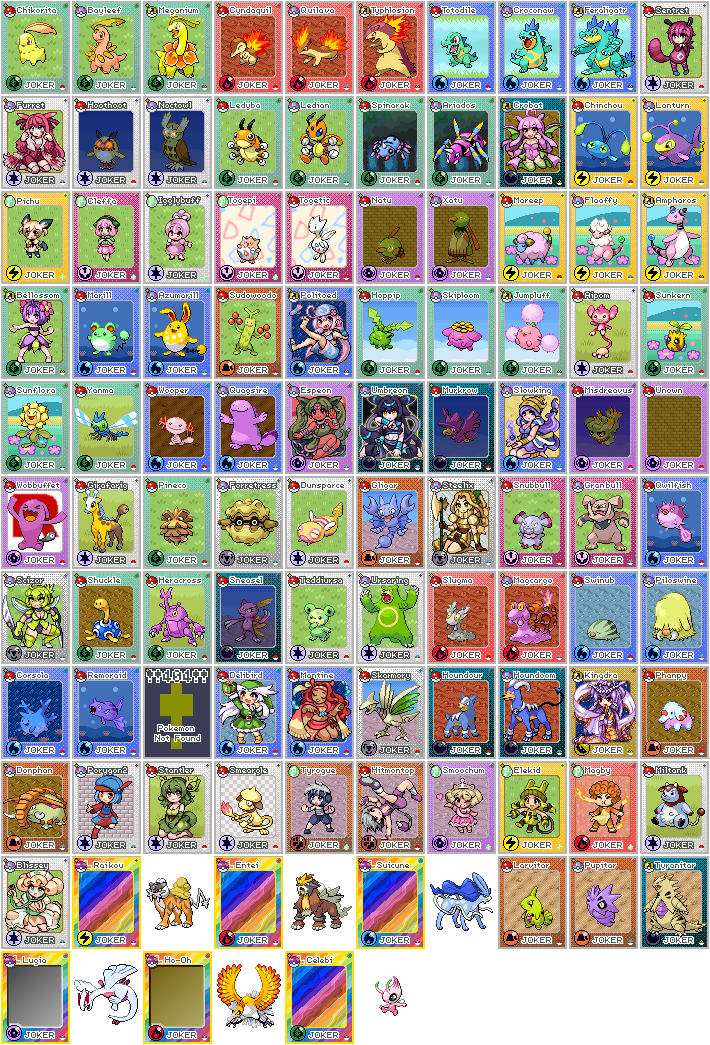 Chikorita Bayleef Meganium Cyndaquil Quilava Typhlosion Totodile Croconaw Feraligatr Sentret
JOKER JOKER JOKER JOKER JOKER JOKER JOKER JOKER JOKER JOKER
Furret Hoothoot Noctowl Ledyba Ledian Spinarak Ariados Crobat Chinchou Lanturn
JOKER JOKER JOKER JOKER JOKER JOKER JOKER JOKER JOKER JOKER
Pichu Cleffa Igglybuff Togepi Togetic Natu Xatu Mareep Flaaffy Ampharos
JOKER JOKER JOKER JOKER JOKER JOKER JOKER JOKER JOKER JOKER
Bellossom Marill Azumarill Sudowoodo Politoed Hoppip Skiploom Jumpluff Aipom Sunkern
JOKER JOKER JOKER JOKER JOKER JOKER JOKER JOKER JOKER JOKER
Sunflora Yanma Wooper Quagsire Espeon Umbreon Murkrow Slowking Misdreavus Unown
JOKER JOKER JOKER JOKER JOKER JOKER JOKER JOKER JOKER JOKER
Wobbuffet Girafarig Pineco Forretress Dunsparce Gligar Steelix Snubbull Granbull Qwilfish
JOKER JOKER JOKER JOKER JOKER JOKER JOKER JOKER JOKER JOKER
Scizor Shuckle Heracross Sneasel Teddiursa Ursaring Slugma Magcargo Swinub Piloswine
JOKER JOKER JOKER JOKER JOKER JOKER JOKER JOKER JOKER JOKER
Corsola Remoraid !!404!! Delibird Mantine Skarmory Houndour Houndoom Kingdra Phanpy
Pokemon
Not Found
JOKER JOKER JOKER JOKER JOKER JOKER JOKER JOKER JOKER
Donphan Porygon2 Stantler Smeargle Tyrogue Hitmontop Smoochum Elekid Magby Miltank
JOKER JOKER JOKER JOKER JOKER JOKER JOKER JOKER JOKER JOKER
Blissey Raikou Entei Suicune Larvitar Pupitar Tyranitar
JOKER JOKER JOKER JOKER JOKER JOKER JOKER
Lugia Ho-Oh Celebi
JOKER JOKER JOKER